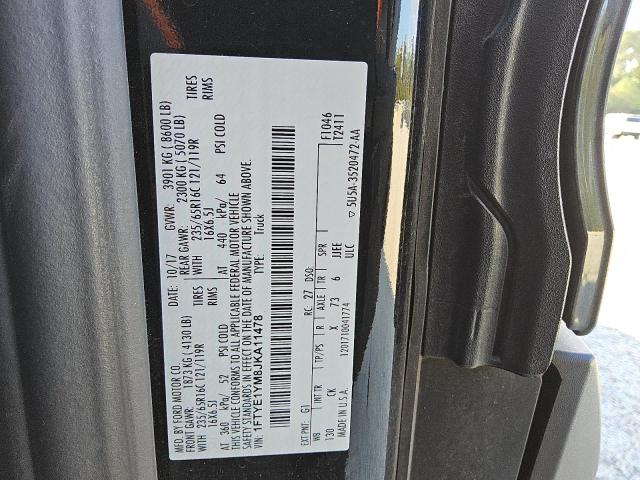 MFD. BY FORD MOTOR CO.
DATE: 10/17 GVWR: 3901 KG ( 8600 LB)
FRONT GAWR: 1873 KG ( 4130 LB) REAR GAWR: 2300 KG ( 5070 LB)
WITH 235/65R16C 121/119R TIRES WITH 235/65R16C 121/119R TIRES
16X6.5J RIMS 16X6.5J RIMS
AT 360 kPa/ 52 PSI COLD AT 440 kPa/ 64 PSI COLD
THIS VEHICLE CONFORMS TO ALL APPLICABLE FEDERAL MOTOR VEHICLE
SAFETY STANDARDS IN EFFECT ON THE DATE OF MANUFACTURE SHOWN ABOVE.
VIN: 1FTYE1YM8JKA11478 TYPE: Truck
F1046
T2411
EXT PNT: G1 RC: 27 DSO:
WB INT TR TP/PS R AXLE TR SPR
130 CK X 73 6 JJEE
ULC
MADE IN U.S.A. 1201710041774 5U5A-3520472-AA